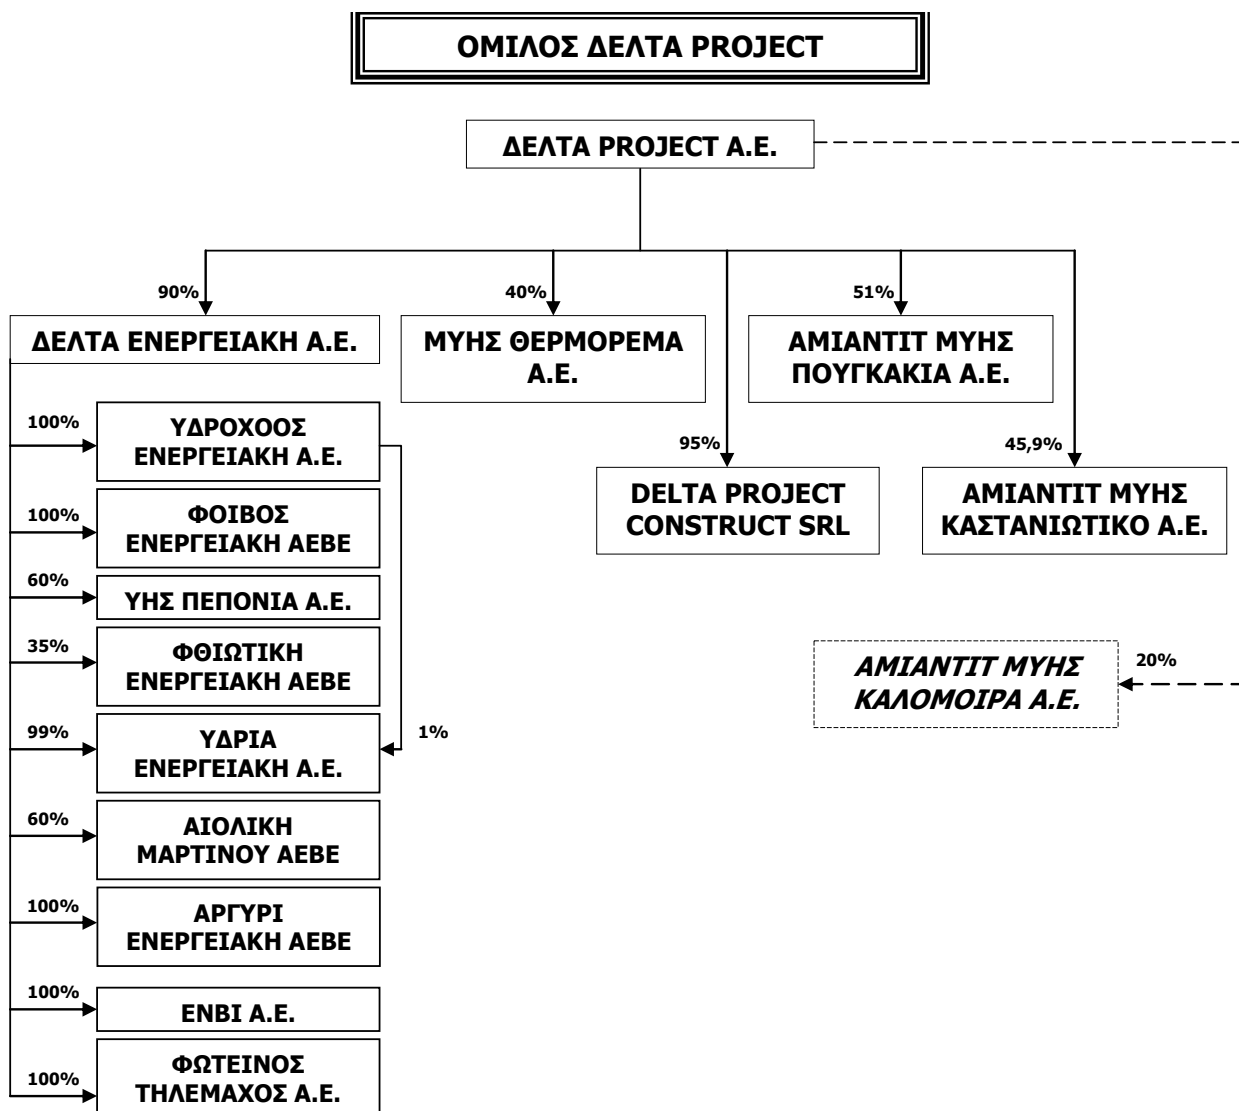 ΟΜΙΛΟΣ ΔΕΛΤΑ PROJECT
ΔΕΛΤΑ PROJECT Α.Ε.
90%
40%
51%
ΔΕΛΤΑ ΕΝΕΡΓΕΙΑΚΗ Α.Ε.
ΜΥΗΣ ΘΕΡΜΟΡΕΜΑ
Α.Ε.
ΑΜΙΑΝΤΙΤ ΜΥΗΣ
ΠΟΥΓΚΑΚΙΑ Α.Ε.
100%
ΥΔΡΟΧΟΟΣ
ΕΝΕΡΓΕΙΑΚΗ Α.Ε.
95%
45,9%
DELTA PROJECT
CONSTRUCT SRL
ΑΜΙΑΝΤΙΤ ΜΥΗΣ
ΚΑΣΤΑΝΙΩΤΙΚΟ Α.Ε.
100%
ΦΟΙΒΟΣ
ΕΝΕΡΓΕΙΑΚΗ ΑΕΒΕ
60%
ΥΗΣ ΠΕΠΟΝΙΑ Α.Ε.
35%
ΦΘΙΩΤΙΚΗ
ΕΝΕΡΓΕΙΑΚΗ ΑΕΒΕ
ΑΜΙΑΝΤΙΤ ΜΥΗΣ
ΚΑΛΟΜΟΙΡΑ Α.Ε.
20%
99%
ΥΔΡΙΑ
ΕΝΕΡΓΕΙΑΚΗ Α.Ε.
1%
60%
ΑΙΟΛΙΚΗ
ΜΑΡΤΙΝΟΥ ΑΕΒΕ
100%
ΑΡΓΥΡΙ
ΕΝΕΡΓΕΙΑΚΗ ΑΕΒΕ
100%
ΕΝΒΙ Α.Ε.
100%
ΦΩΤΕΙΝΟΣ
ΤΗΛΕΜΑΧΟΣ Α.Ε.